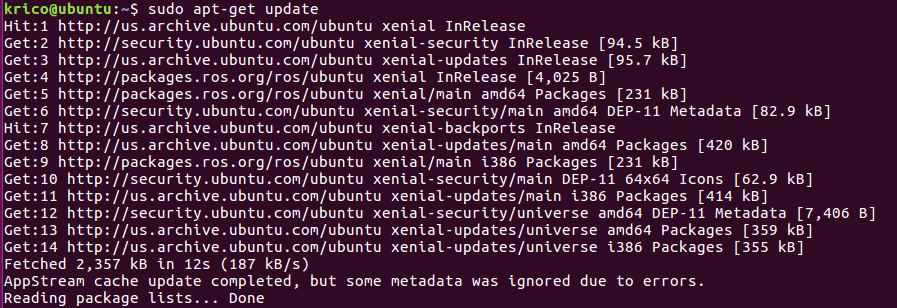 krico@ubuntu:~$ sudo apt-get update
Hit:1 http://us.archive.ubuntu.com/ubuntu xenial InRelease
Get:2 http://security.ubuntu.com/ubuntu xenial-security InRelease [94.5 kB]
Get:3 http://us.archive.ubuntu.com/ubuntu xenial-updates InRelease [95.7 kB]
Get:4 http://packages.ros.org/ros/ubuntu xenial InRelease [4,025 B]
Get:5 http://packages.ros.org/ros/ubuntu xenial/main amd64 Packages [231 kB]
Get:6 http://security.ubuntu.com/ubuntu xenial-security/main amd64 DEP-11 Metadata [82.9 kB]
Hit:7 http://us.archive.ubuntu.com/ubuntu xenial-backports InRelease
Get:8 http://us.archive.ubuntu.com/ubuntu xenial-updates/main amd64 Packages [420 kB]
Get:9 http://packages.ros.org/ros/ubuntu xenial/main i386 Packages [231 kB]
Get:10 http://security.ubuntu.com/ubuntu xenial-security/main DEP-11 64x64 Icons [62.9 kB]
Get:11 http://us.archive.ubuntu.com/ubuntu xenial-updates/main i386 Packages [414 kB]
Get:12 http://security.ubuntu.com/ubuntu xenial-security/universe amd64 DEP-11 Metadata [7,406 B]
Get:13 http://us.archive.ubuntu.com/ubuntu xenial-updates/universe amd64 Packages [359 kB]
Get:14 http://us.archive.ubuntu.com/ubuntu xenial-updates/universe i386 Packages [355 kB]
Fetched 2,357 kB in 12s (187 kB/s)
AppStream cache update completed, but some metadata was ignored due to errors.
Reading package lists... Done